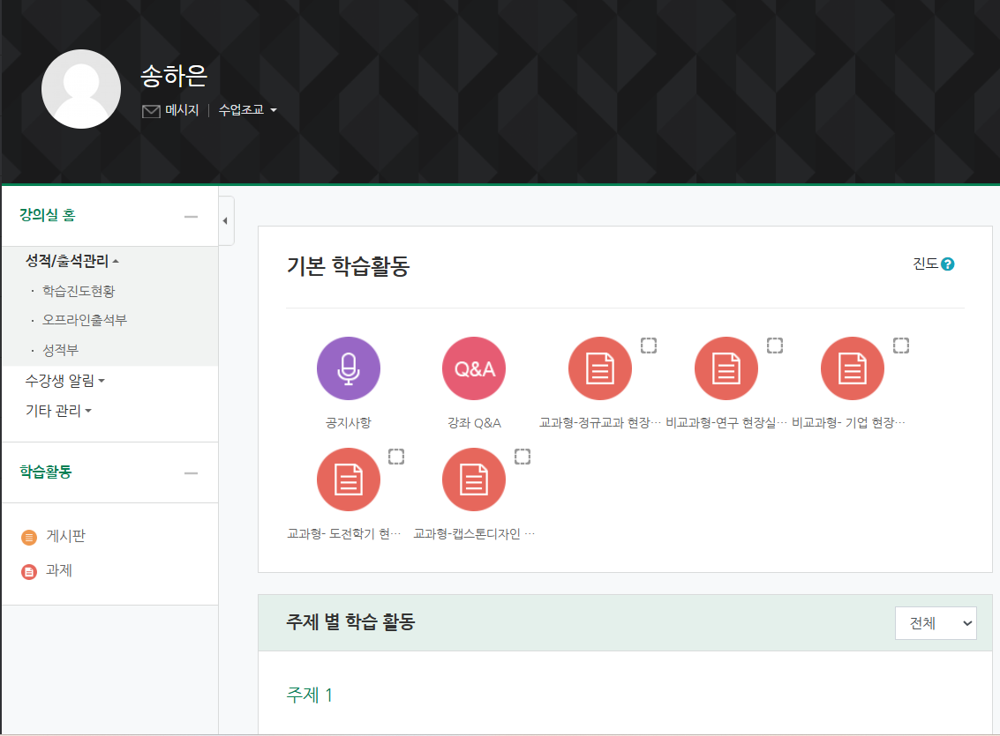 송하은
메시지 수업조교
강의실 홈
성적/출석관리
· 학습진도현황
· 오프라인출석부
· 성적부
수강생 알림
기타 관리
학습활동
게시판
과제
기본 학습활동 진도
Q&A
공지사항 강좌 Q&A 교과형-정규교과 현장… 비교과형-연구 현장실… 비교과형- 기업 현장…
교과형- 도전학기 현… 교과형-캡스톤디자인 …
주제 별 학습 활동 전체
주제 1